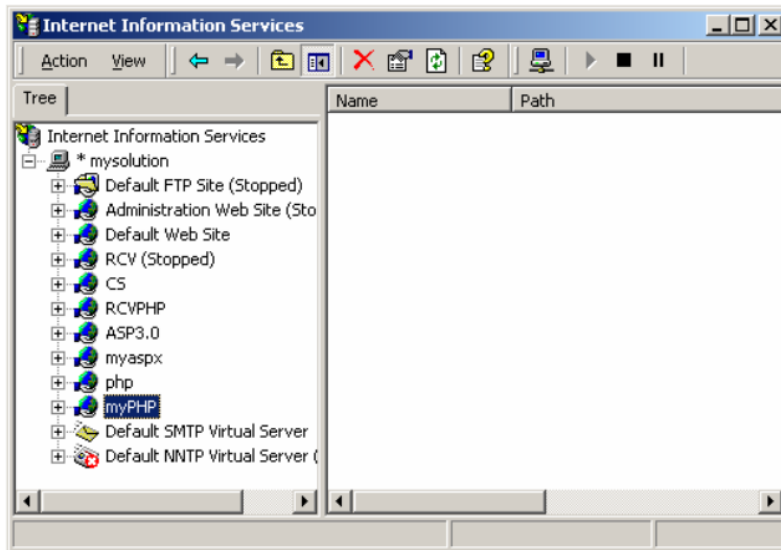 Internet Information Services
Action View
Tree
Name Path
Internet Information Services
* mysolution
Default FTP Site (Stopped)
Administration Web Site (Sto
Default Web Site
RCV (Stopped)
CS
RCVPHP
ASP3.0
myaspx
php
myPHP
Default SMTP Virtual Server
Default NNTP Virtual Server (